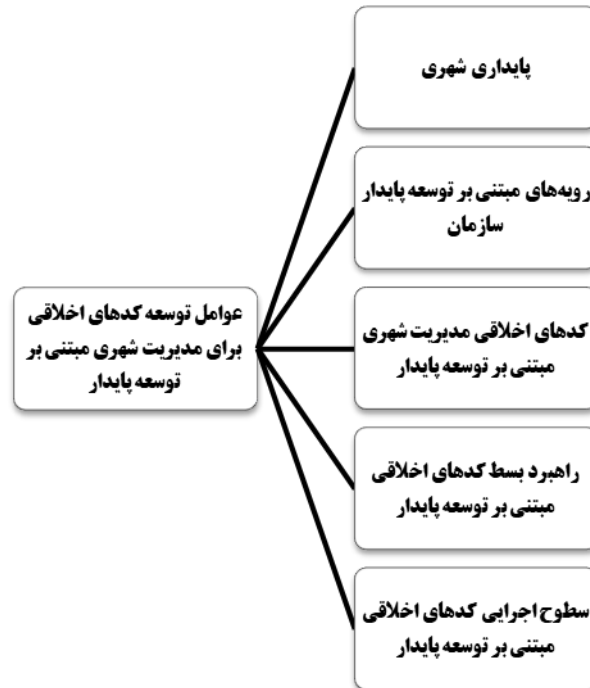 پایداری شهری
رویه‌های مبتنی بر توسعه پایدار
سازمان
کدهای اخلاقی مدیریت شهری
مبتنی بر توسعه پایدار
عوامل توسعه کدهای اخلاقی
برای مدیریت شهری مبتنی بر
توسعه پایدار
راهبرد بسط کدهای اخلاقی
مبتنی بر توسعه پایدار
سطوح اجرایی کدهای اخلاقی
مبتنی بر توسعه پایدار